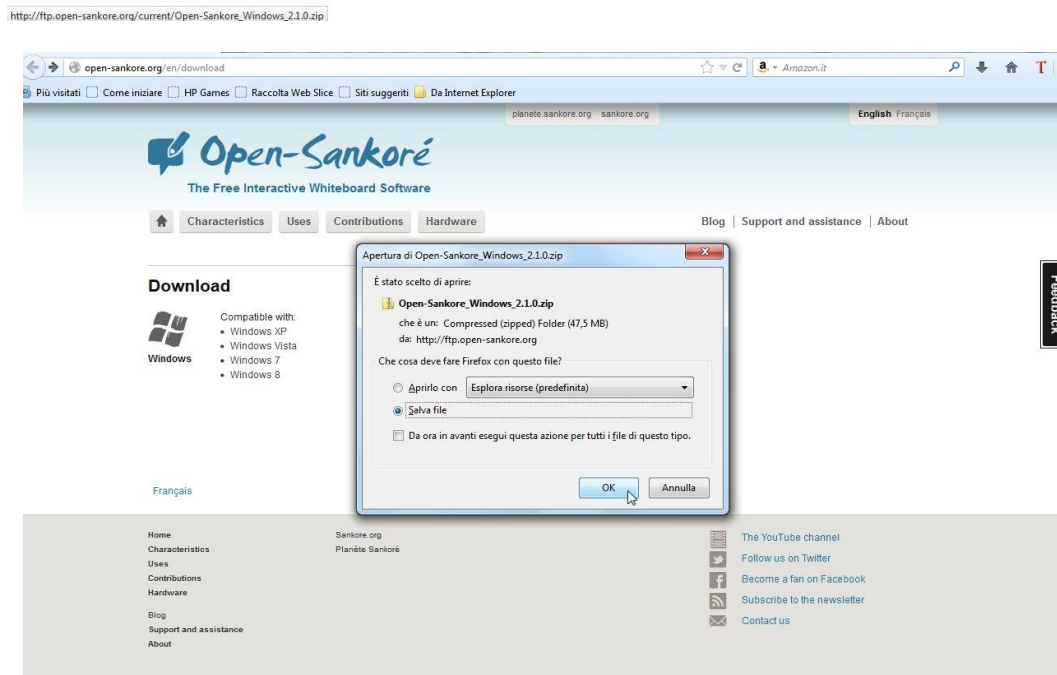 http://ftp.open-sankore.org/current/Open-Sankore_Windows_2.1.0.zip
open-sankore.org/en/download
Amazon.it
T
Più visitati Come iniziare HP Games Raccolta Web Slice Siti suggeriti Da Internet Explorer
planete.sankore.org sankore.org
English Français
Open-Sankoré
The Free Interactive Whiteboard Software
Characteristics Uses Contributions Hardware
Blog | Support and assistance | About
Download
Windows
Compatible with:
• Windows XP
• Windows Vista
• Windows 7
• Windows 8
Apertura di Open-Sankore_Windows_2.1.0.zip
È stato scelto di aprire:
Open-Sankore_Windows_2.1.0.zip
che è un: Compressed (zipped) Folder (47,5 MB)
da: http://ftp.open-sankore.org
Che cosa deve fare Firefox con questo file?
Aprirlo con Esplora risorse (predefinita)
Salva file
Da ora in avanti esegui questa azione per tutti i file di questo tipo.
OK Annulla
Feedback
Français
Home
Characteristics
Uses
Contributions
Hardware
Blog
Support and assistance
About
Sankore.org
Planète Sankoré
The YouTube channel
Follow us on Twitter
Become a fan on Facebook
Subscribe to the newsletter
Contact us